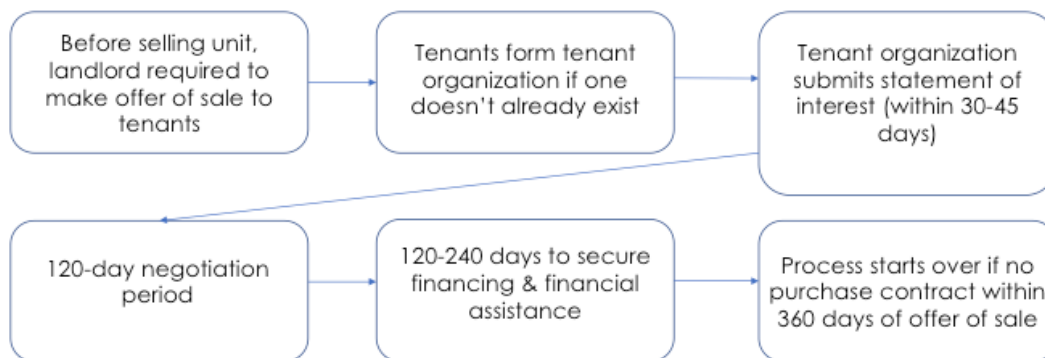 Before selling unit,
landlord required to
make offer of sale to
tenants
Tenants form tenant
organization if one
doesn't already exist
Tenant organization
submits statement of
interest (within 30-45
days)
120-day negotiation
period
120-240 days to secure
financing & financial
assistance
Process starts over if no
purchase contract within
360 days of offer of sale